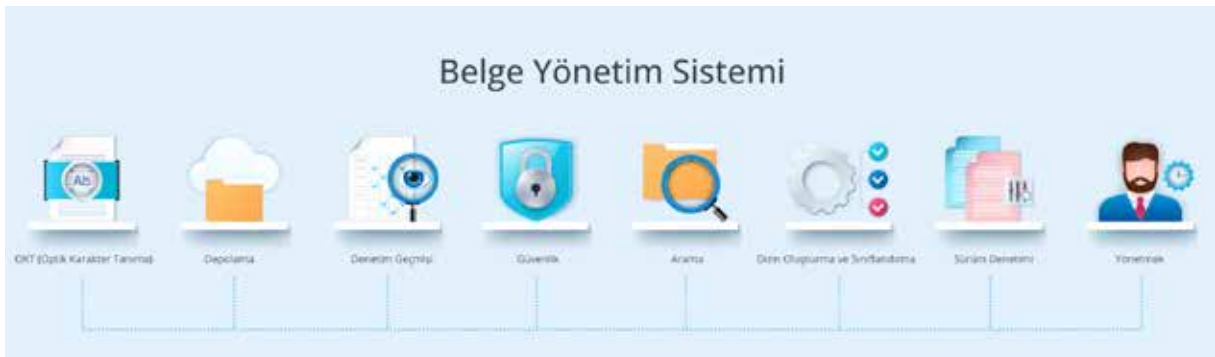 Belge Yönetim Sistemi
Ab
OKT (Optik Karakter Tanıma)
Depolama
Denetim Geçmişi
Güvenlik
Arama
Dizin Oluşturma ve Sınıflandırma
Sürüm Denetimi
Yönetmek